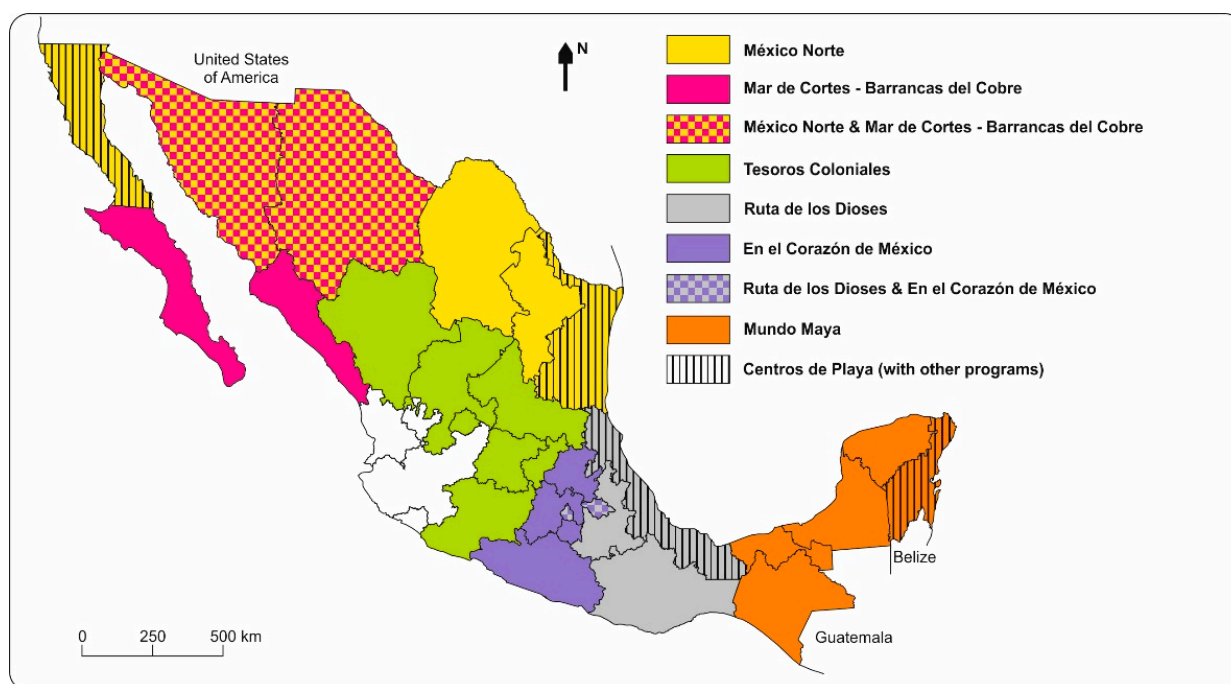 United States
of America
N
México Norte
Mar de Cortes - Barrancas del Cobre
México Norte & Mar de Cortes - Barrancas del Cobre
Tesoros Coloniales
Ruta de los Dioses
En el Corazón de México
Ruta de los Dioses & En el Corazón de México
Mundo Maya
Centros de Playa (with other programs)
Belize
Guatemala
0 250 500 km